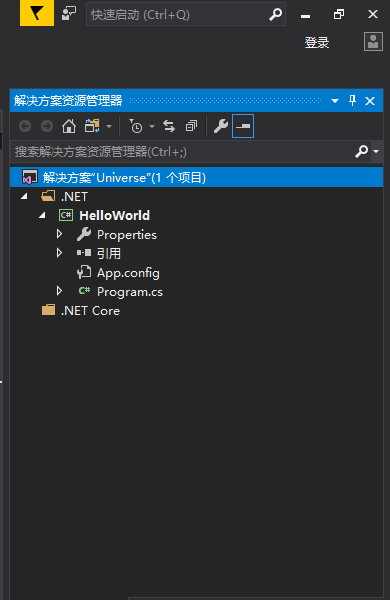 快速启动 (Ctrl+Q)
登录
解决方案资源管理器
搜索解决方案资源管理器(Ctrl+;)
解决方案"Universe"(1 个项目)
.NET
C# HelloWorld
Properties
引用
App.config
C# Program.cs
.NET Core